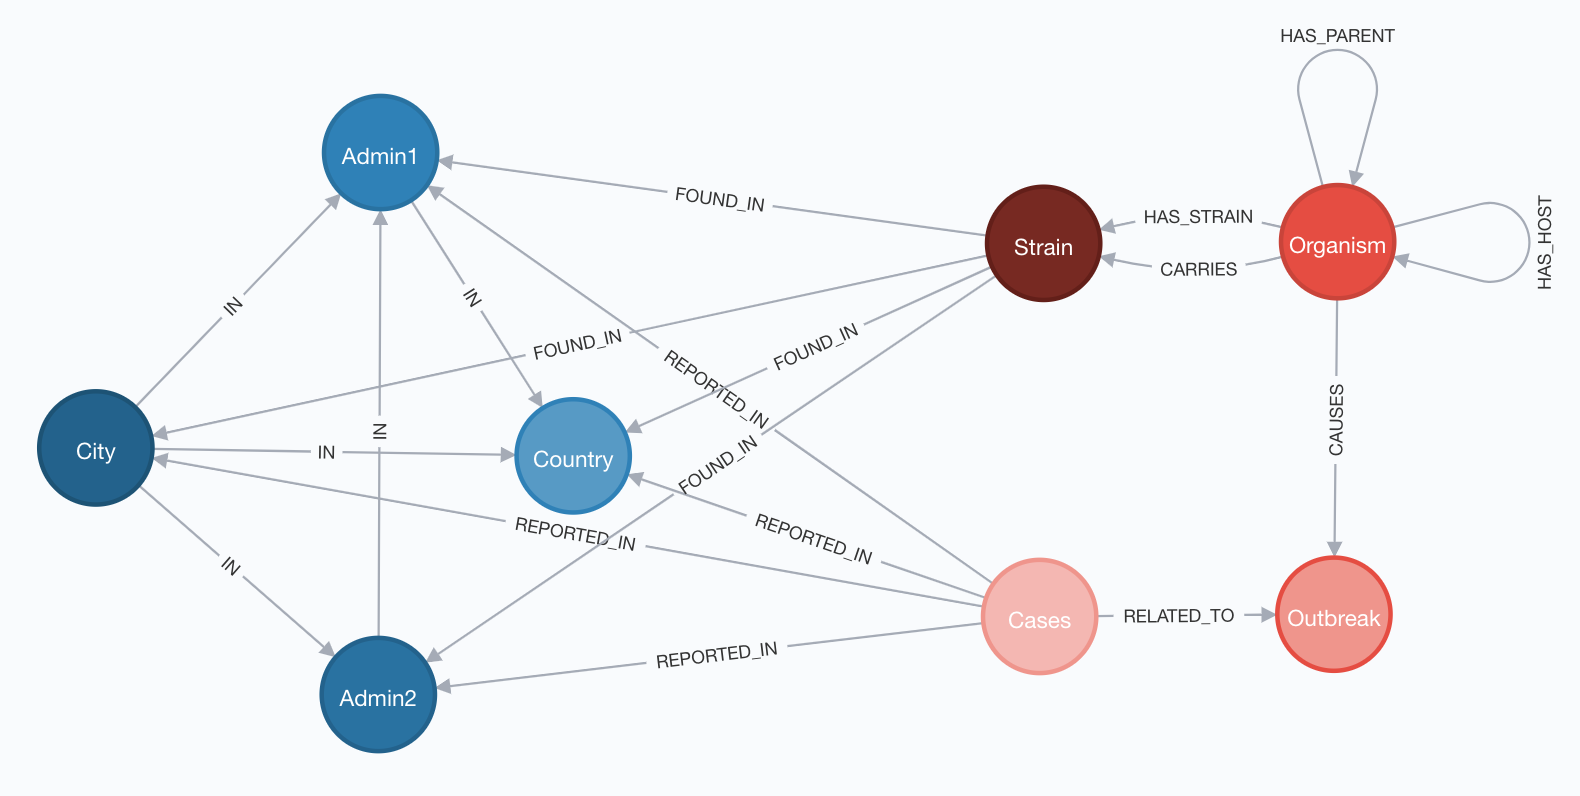 HAS_PARENT
Admin1
FOUND_IN
HAS_STRAIN
Strain
Organism
HAS_HOST
CARRIES
IN
IN
FOUND_IN
FOUND_IN
REPORTED_IN
CAUSES
IN
City
IN
Country
FOUND_IN
REPORTED_IN
REPORTED_IN
IN
Cases
RELATED_TO
Outbreak
REPORTED_IN
Admin2